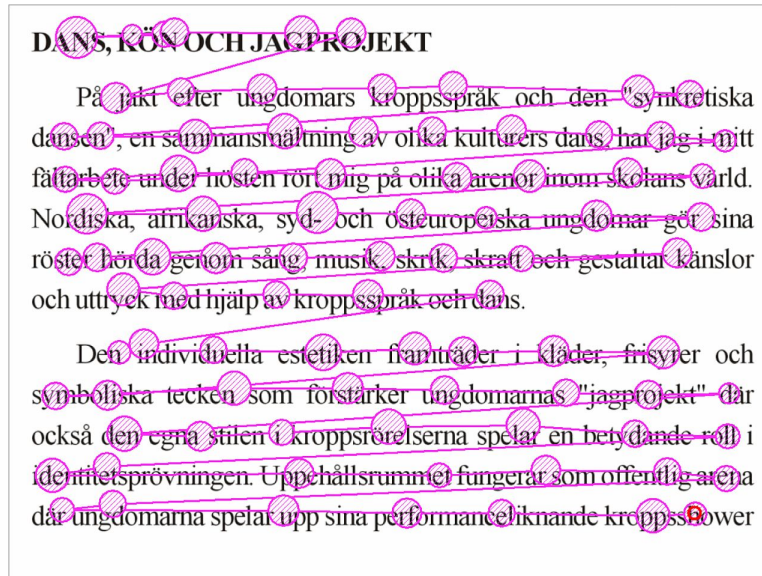 DANS, KÖN OCH JAGPROJEKT
På jakt efter ungdomars kroppsspråk och den "synkretiska
dansen", en sammansmältning av olika kulturers dans, har jag i mitt
fältarbete under hösten rört mig på olika arenor inom skolans värld.
Nordiska, afrikanska, syd- och östeuropeiska ungdomar gör sina
röster hörda genom sång, musik, skrik, skratt och gestaltar känslor
och uttryck med hjälp av kroppsspråk och dans.
Den individuella estetiken framträder i kläder, frisyrer och
symboliska tecken som förstärker ungdomarnas "jagprojekt" där
också den egna stilen i kroppsrörelserna spelar en betydande roll i
identitetsprövningen. Uppehållsrummet fungerar som offentlig arena
där ungdomarna spelar upp sina performanceliknande kroppsshower